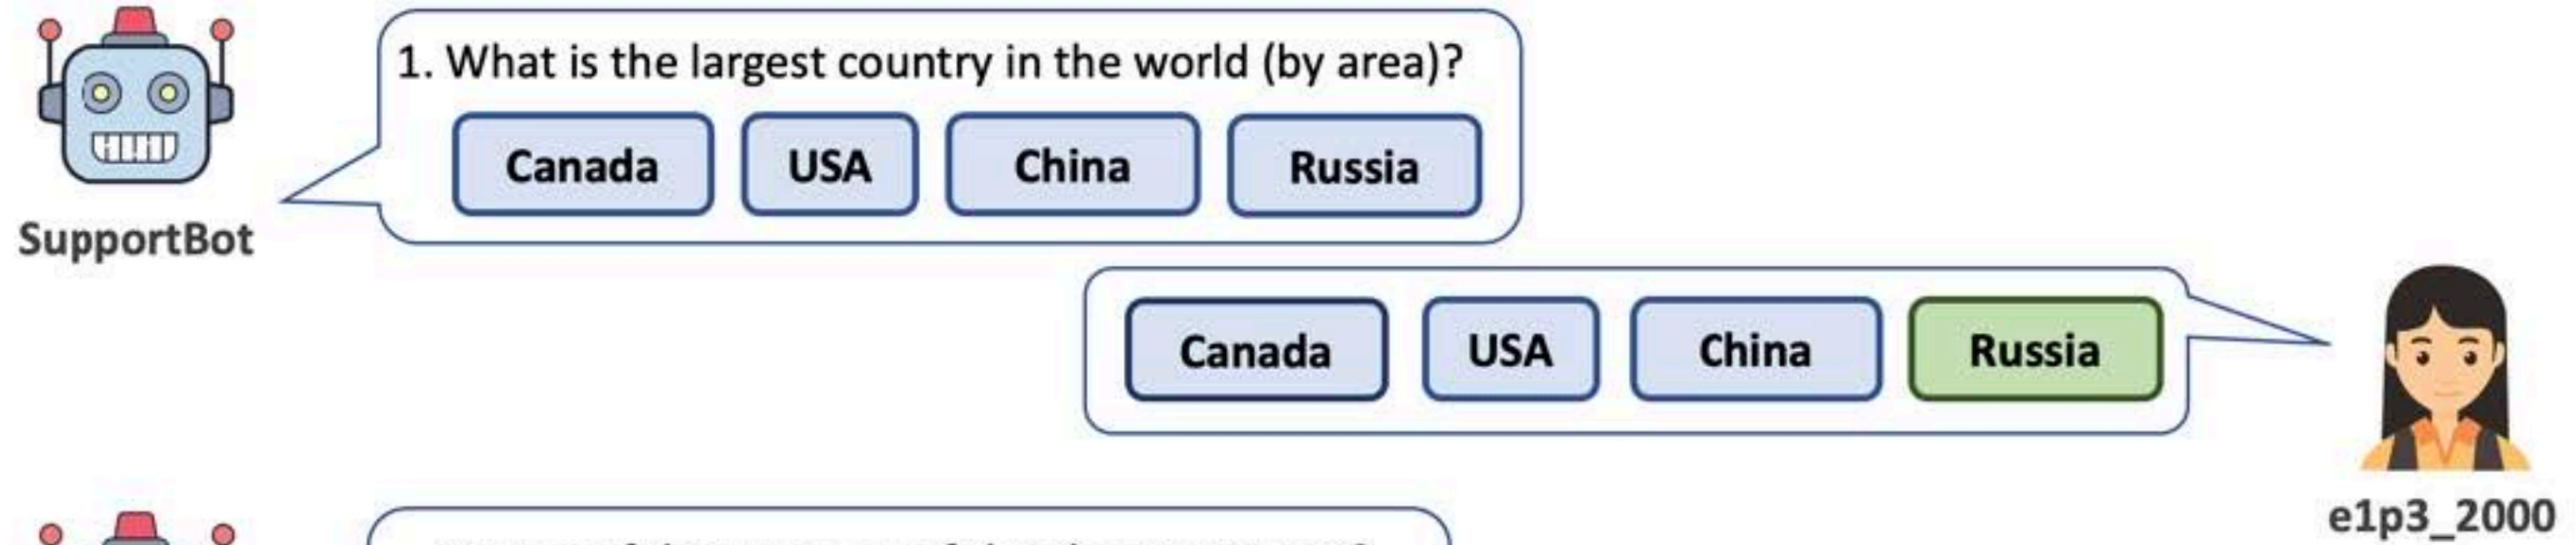 1. What is the largest country in the world (by area)?
Canada USA China Russia
SupportBot
Canada USA China Russia
e1p3_2000